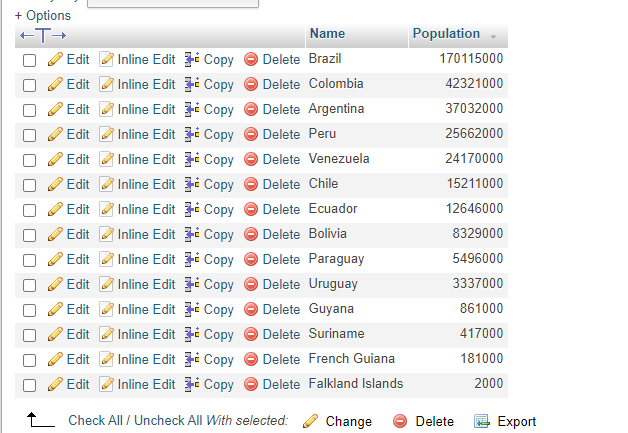 + Options
Name Population
Edit Inline Edit Copy Delete Brazil 170115000
Edit Inline Edit Copy Delete Colombia 42321000
Edit Inline Edit Copy Delete Argentina 37032000
Edit Inline Edit Copy Delete Peru 25662000
Edit Inline Edit Copy Delete Venezuela 24170000
Edit Inline Edit Copy Delete Chile 15211000
Edit Inline Edit Copy Delete Ecuador 12646000
Edit Inline Edit Copy Delete Bolivia 8329000
Edit Inline Edit Copy Delete Paraguay 5496000
Edit Inline Edit Copy Delete Uruguay 3337000
Edit Inline Edit Copy Delete Guyana 861000
Edit Inline Edit Copy Delete Suriname 417000
Edit Inline Edit Copy Delete French Guiana 181000
Edit Inline Edit Copy Delete Falkland Islands 2000
Check All / Uncheck All With selected: Change Delete Export